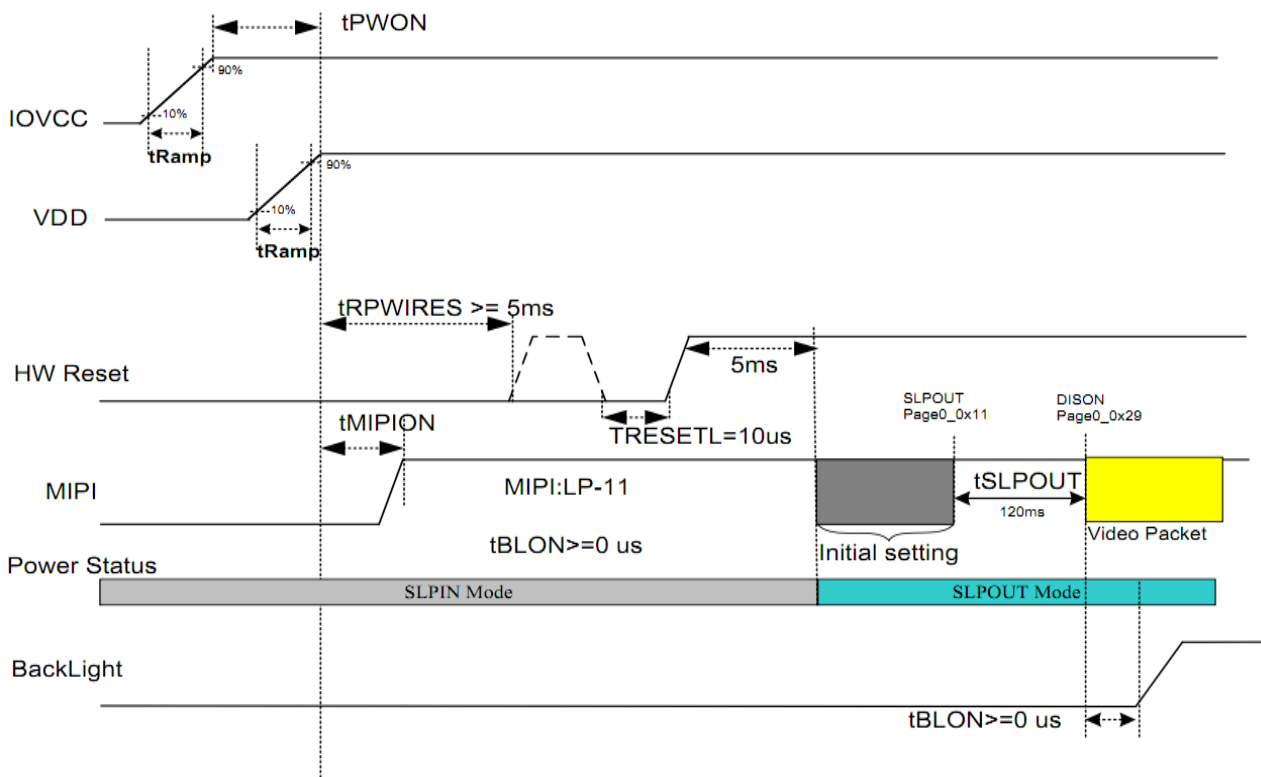 tPWON
90%
IOVCC
10%
tRamp
90%
VDD
10%
tRamp
tRPWIRES >= 5ms
HW Reset
5ms
SLPOUT
Page0_0x11
DISON
Page0_0x29
tMIPION
TRESETL=10us
MIPI
MIPI:LP-11
tSLPOUT
120ms
Video Packet
tBLON>=0 us
Initial setting
Power Status
SLPIN Mode
SLPOUT Mode
BackLight
tBLON>=0 us